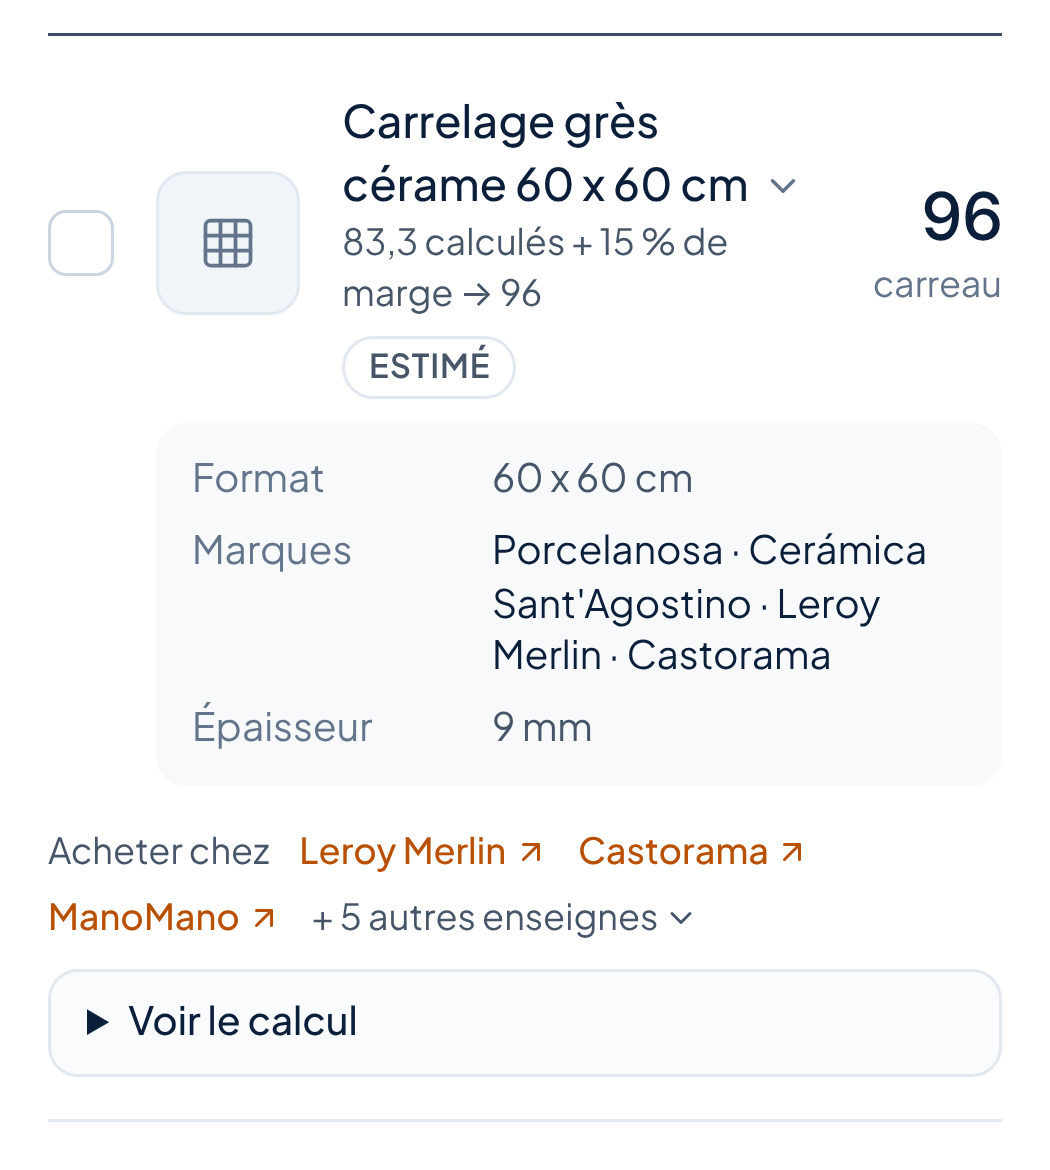 Carrelage grès
cérame 60 x 60 cm
83,3 calculés + 15 % de
marge → 96
96
carreau
ESTIMÉ
Format 60 x 60 cm
Marques Porcelanosa · Cerámica
Sant'Agostino · Leroy
Merlin · Castorama
Épaisseur 9 mm
Acheter chez Leroy Merlin ↗ Castorama ↗
ManoMano ↗ + 5 autres enseignes
Voir le calcul